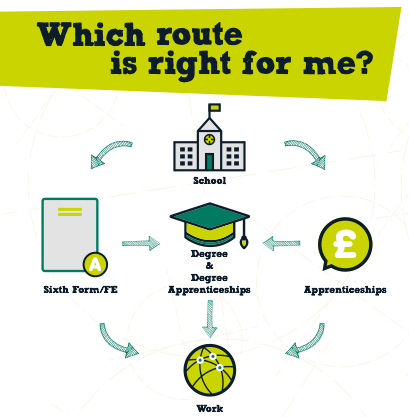 Which route
is right for me?
School
A
£
Degree
&
Degree
Apprenticeships
Sixth Form/FE
Apprenticeships
Work